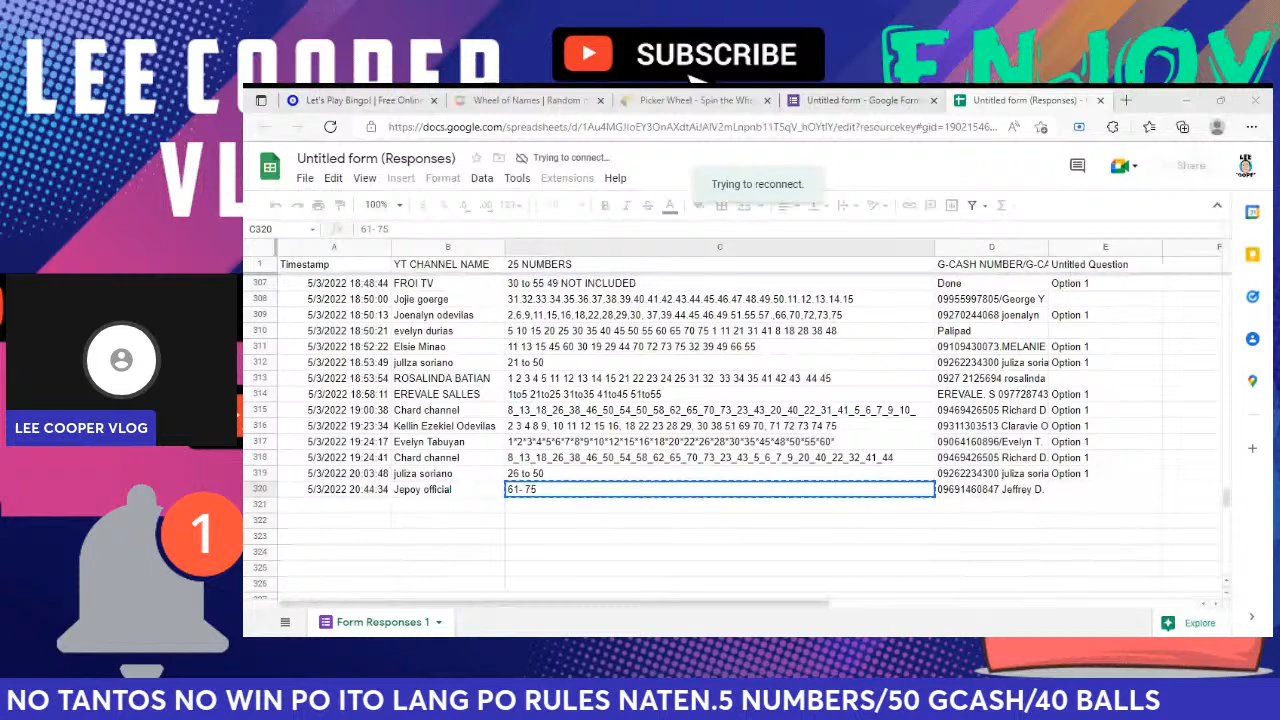 LEE COOPER
VL
SUBSCRIBE
ENJOY
Let's Play Bingo! | Free Online
Wheel of Names | Random
Picker Wheel - Spin the Whe
Untitled form - Google Form
Untitled form (Responses) -
Untitled form (Responses)
Trying to connect...
File Edit View Insert Format Data Tools Extensions Help
Trying to reconnect.
Share
100%
C320
61- 75
A B C D E F
1 Timestamp YT CHANNEL NAME 25 NUMBERS G-CASH NUMBER/G-CA Untitled Question
307 5/3/2022 18:48:44 FROI TV 30 to 55 49 NOT INCLUDED Done Option 1
308 5/3/2022 18:50:00 Jojie goerge 31.32.33.34.35.36.37.38.39.40.41.42.43.44.45.46.47.48.49.50.11.12.13.14.15 09955997805/George Y
309 5/3/2022 18:50:13 Joenalyn odevilas 2,6.9,11.15,16,18,22,28,29,30, 37,39 44,45 46.49 51.55.57 ,66,70,72,73,75 09270244068 joenalyn Option 1
310 5/3/2022 18:50:21 evelyn durias 5 10 15 20 25 30 35 40 45 50 55 60 65 70 75 1 11 21 31 41 8 18 28 38 48 Palipad
311 5/3/2022 18:52:22 Elsie Minao 11 13 15 45 60 30 19 29 44 70 72 73 75 32 39 49 66 55 09109430073.MELANIE Option 1
312 5/3/2022 18:53:49 juliza soriano 21 to 50 09262234300 juliza soria Option 1
313 5/3/2022 18:53:54 ROSALINDA BATIAN 1 2 3 4 5 11 12 13 14 15 21 22 23 24 25 31 32 33 34 35 41 42 43 44 45 0927 2125694 rosalinda
314 5/3/2022 18:58:11 EREVALE SALLES 1to5 21to25 31to35 41to45 51to55 EREVALE. S 097728743 Option 1
315 5/3/2022 19:00:38 Chard channel 8_13_18_26_38_46_50_54_50_58_62_65_70_73_23_43_20_40_22_31_41_5_6_7_9_10_ 09469426505 Richard D. Option 1
316 5/3/2022 19:23:34 Kellin Ezekiel Odevilas 2 3 4 8 9, 10 11 12 15 16, 18 22 23 28 29, 30 35 51 69 70, 71 72 73 74 75 09311303513 Claravie O Option 1
317 5/3/2022 19:24:17 Evelyn Tabuyan 1*2*3*4*5*6*7*8*9*10*12*15*16*18*20*22*26*28*30*35*45*48*50*55*60* 09064160896/Evelyn T. Option 1
318 5/3/2022 19:24:41 Chard channel 8_13_18_26_38_46_50_54_58_62_65_70_73_23_43_5_6_7_9_20_40_22_32_41_44 09469426505 Richard D. Option 1
319 5/3/2022 20:03:48 juliza soriano 26 to 50 09262234300 juliza soria Option 1
320 5/3/2022 20:44:34 Jepoy official 61- 75 09691460847 Jeffrey D.
321
322
323
324
325
326
LEE COOPER VLOG
1
Form Responses 1
Explore
NO TANTOS NO WIN PO ITO LANG PO RULES NATEN.5 NUMBERS/50 GCASH/40 BALLS